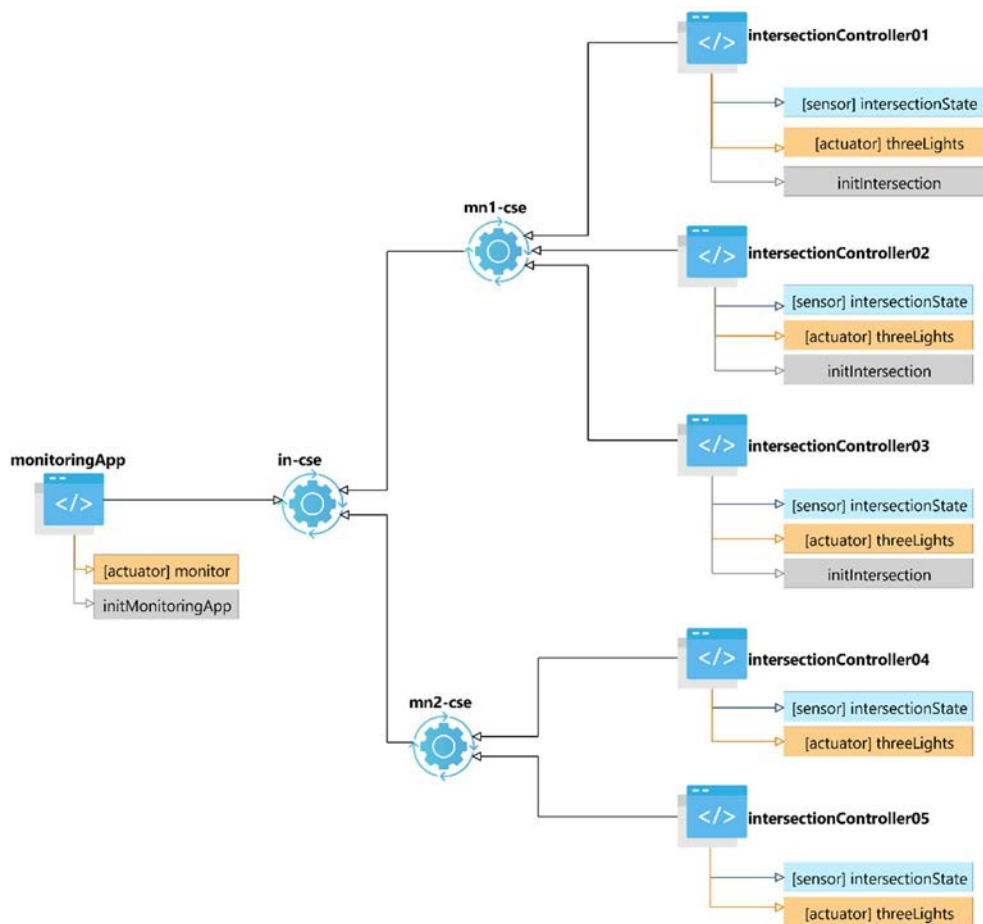 intersectionController01
</>
[sensor] intersectionState
[actuator] threeLights
initIntersection
mn1-cse
intersectionController02
</>
[sensor] intersectionState
[actuator] threeLights
initIntersection
intersectionController03
</>
[sensor] intersectionState
[actuator] threeLights
initIntersection
monitoringApp
</>
[actuator] monitor
initMonitoringApp
in-cse
mn2-cse
intersectionController04
</>
[sensor] intersectionState
[actuator] threeLights
intersectionController05
</>
[sensor] intersectionState
[actuator] threeLights